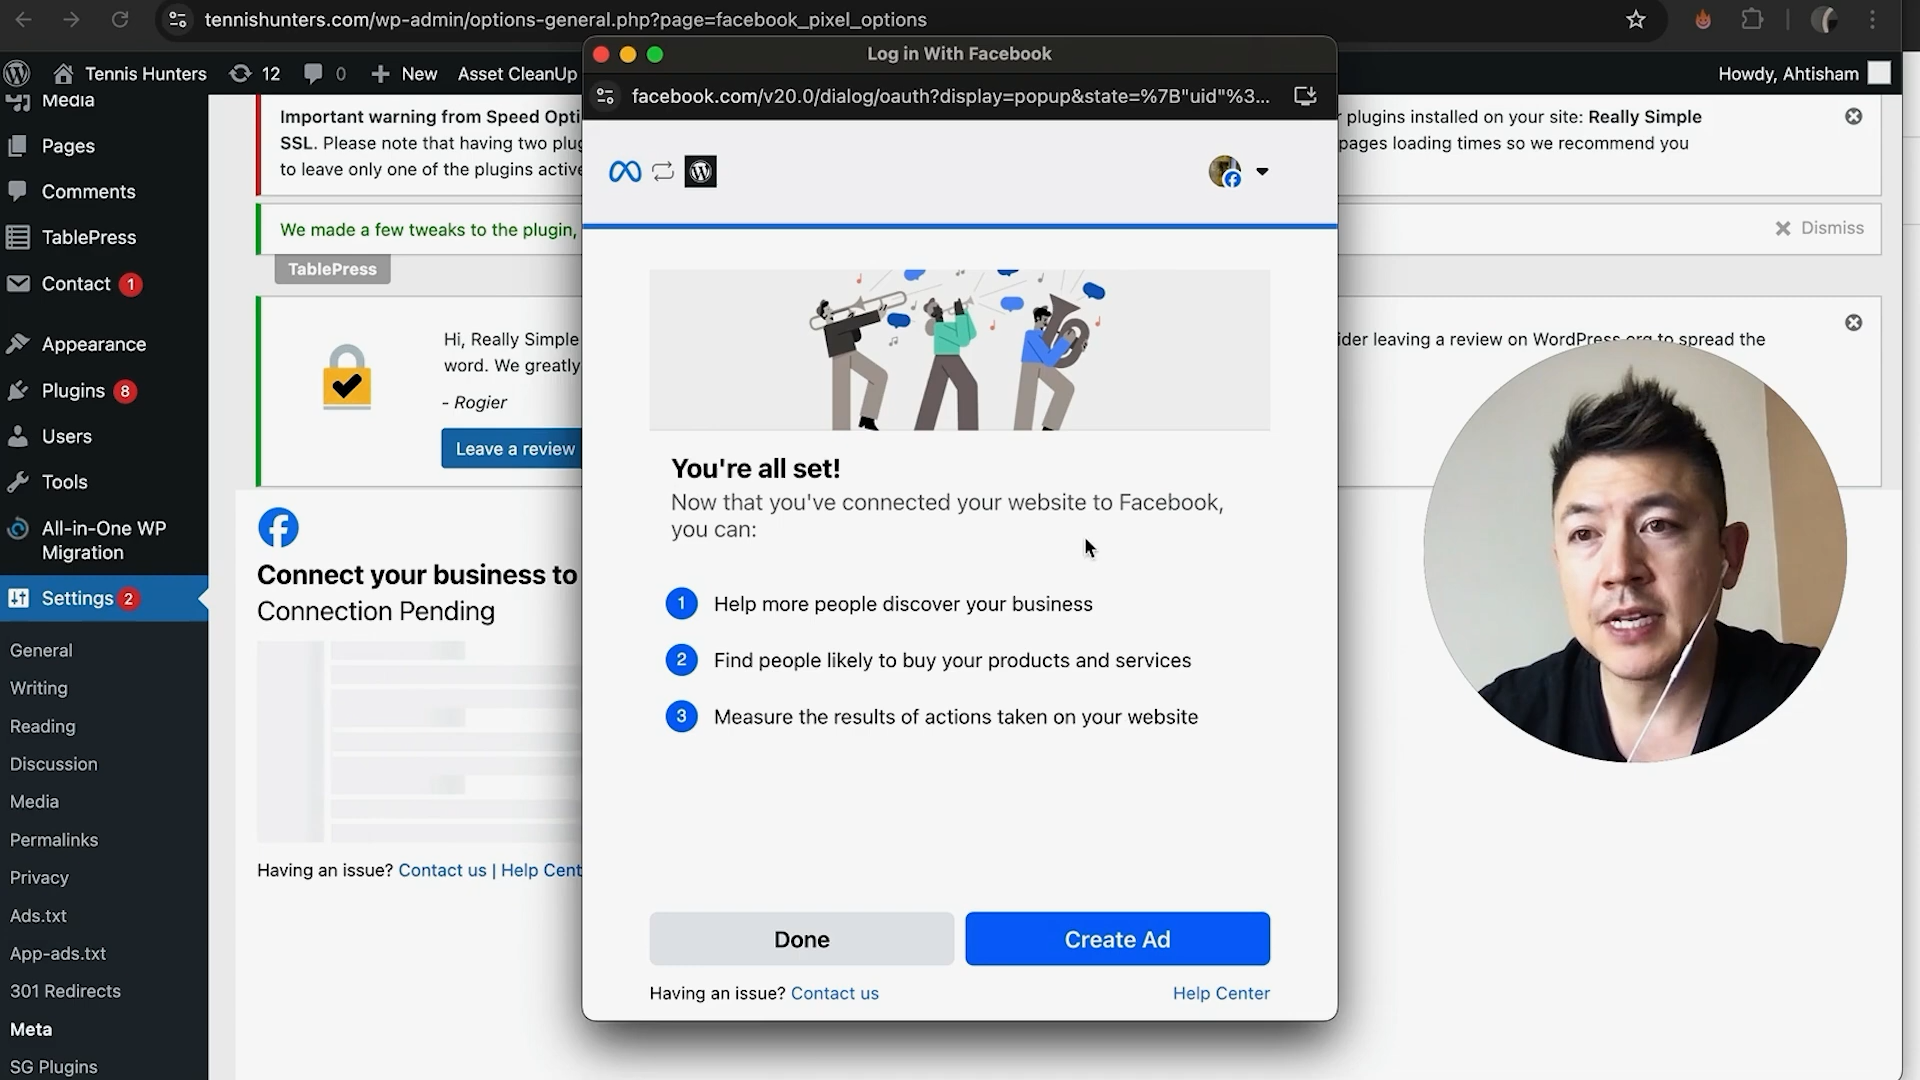 tennishunters.com/wp-admin/options-general.php?page=facebook_pixel_options
Log in With Facebook
Tennis Hunters
12
0
New
Asset CleanUp
Howdy, Ahtisham
facebook.com/v20.0/dialog/oauth?display=popup&state=%7B"uid"%3...
Media
Pages
Comments
TablePress
Contact 1
Appearance
Plugins 8
Users
Tools
All-in-One WP
Migration
Settings 2
General
Writing
Reading
Discussion
Media
Permalinks
Privacy
Ads.txt
App-ads.txt
301 Redirects
Meta
SG Plugins
Important warning from Speed Opti
SSL. Please note that having two plug
to leave only one of the plugins active
plugins installed on your site: Really Simple
pages loading times so we recommend you
We made a few tweaks to the plugin,
Dismiss
TablePress
Hi, Really Simple
word. We greatly
- Rogier
Leave a review
ider leaving a review on WordPress.org to spread the
Connect your business to
Connection Pending
Having an issue? Contact us | Help Cent
You're all set!
Now that you've connected your website to Facebook,
you can:
1 Help more people discover your business
2 Find people likely to buy your products and services
3 Measure the results of actions taken on your website
Done
Create Ad
Having an issue? Contact us
Help Center